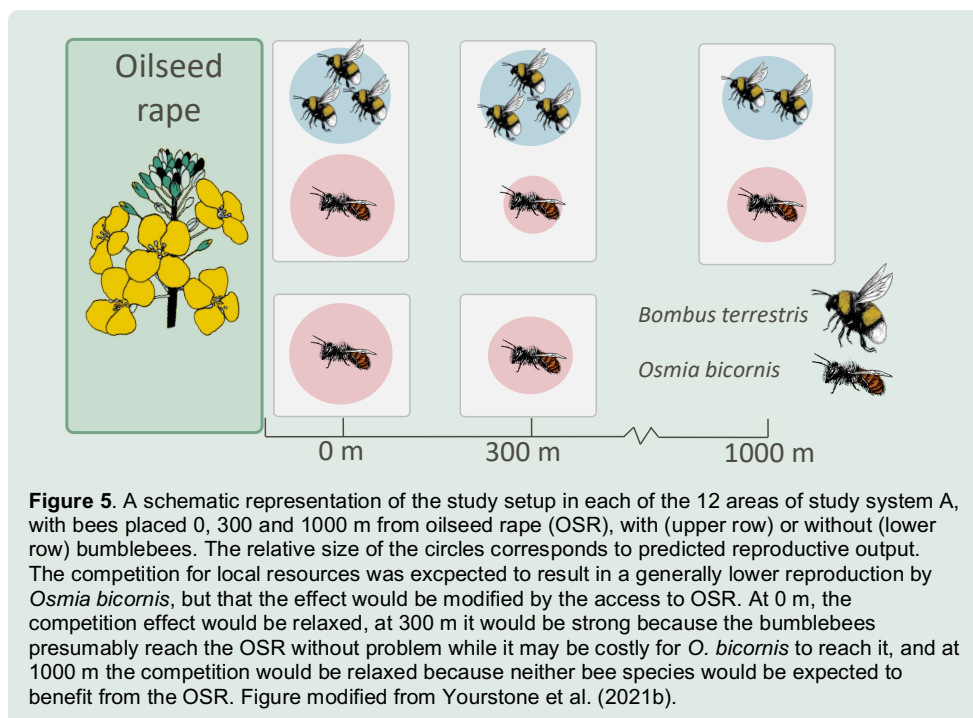 Oilseed
rape
Bombus terrestris
Osmia bicornis
0 m
300 m
1000 m
Figure 5. A schematic representation of the study setup in each of the 12 areas of study system A,
with bees placed 0, 300 and 1000 m from oilseed rape (OSR), with (upper row) or without (lower
row) bumblebees. The relative size of the circles corresponds to predicted reproductive output.
The competition for local resources was excpected to result in a generally lower reproduction by
Osmia bicornis, but that the effect would be modified by the access to OSR. At 0 m, the
competition effect would be relaxed, at 300 m it would be strong because the bumblebees
presumably reach the OSR without problem while it may be costly for O. bicornis to reach it, and at
1000 m the competition would be relaxed because neither bee species would be expected to
benefit from the OSR. Figure modified from Yourstone et al. (2021b).